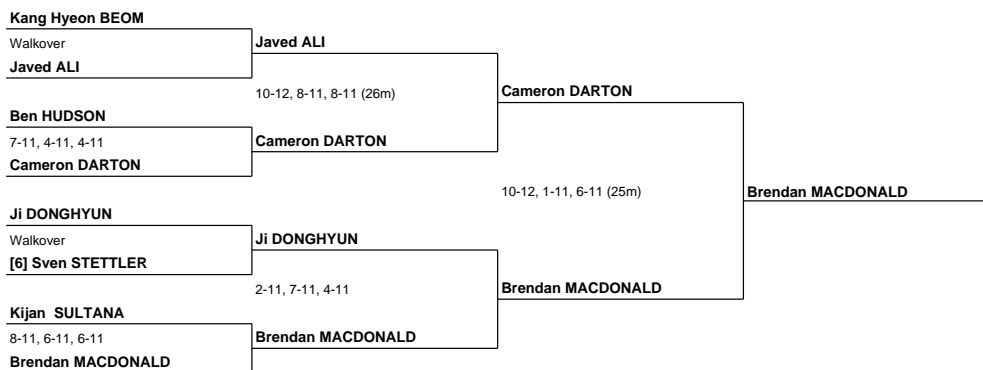 Kang Hyeon BEOM
Walkover
Javed ALI
Javed ALI
10-12, 8-11, 8-11 (26m)
Cameron DARTON
Ben HUDSON
7-11, 4-11, 4-11
Cameron DARTON
Cameron DARTON
10-12, 1-11, 6-11 (25m)
Brendan MACDONALD
Ji DONGHYUN
Walkover
Ji DONGHYUN
[6] Sven STETTLER
2-11, 7-11, 4-11
Brendan MACDONALD
Kijan SULTANA
8-11, 6-11, 6-11
Brendan MACDONALD
Brendan MACDONALD